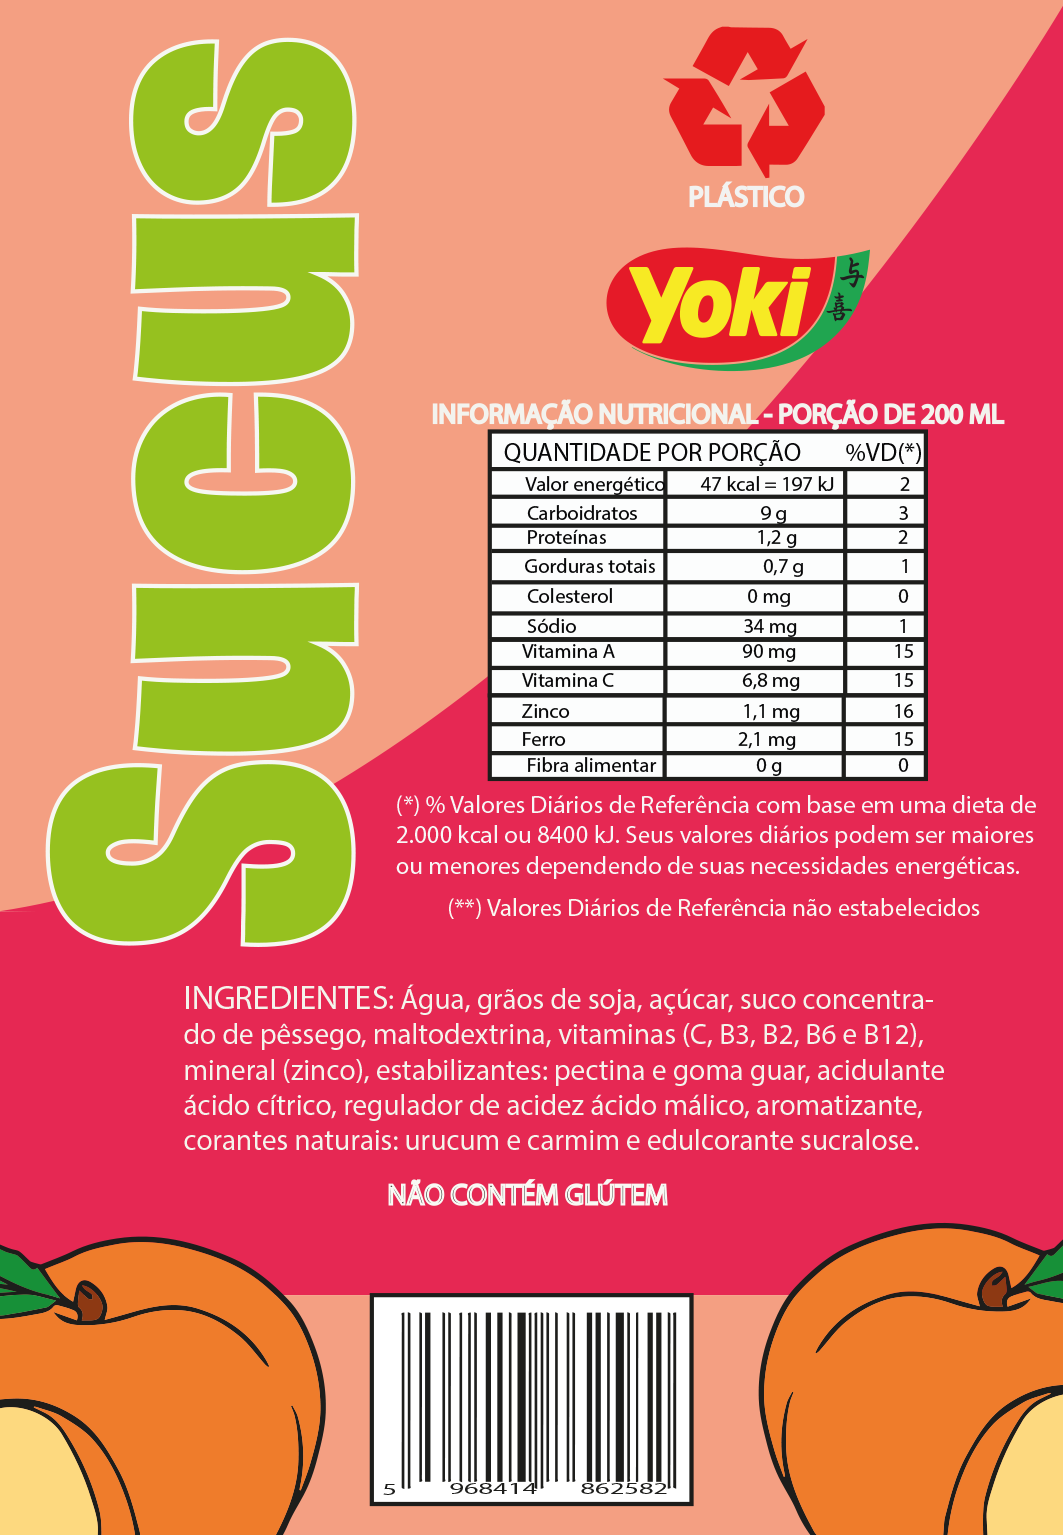 Sucus
PLÁSTICO
Yoki
与
喜
INFORMAÇÃO NUTRICIONAL - PORÇÃO DE 200 ML
QUANTIDADE POR PORÇÃO %VD(*)
Valor energético 47 kcal = 197 kJ 2
Carboidratos 9 g 3
Proteínas 1,2 g 2
Gorduras totais 0,7 g 1
Colesterol 0 mg 0
Sódio 34 mg 1
Vitamina A 90 mg 15
Vitamina C 6,8 mg 15
Zinco 1,1 mg 16
Ferro 2,1 mg 15
Fibra alimentar 0 g 0
(*) % Valores Diários de Referência com base em uma dieta de
2.000 kcal ou 8400 kJ. Seus valores diários podem ser maiores
ou menores dependendo de suas necessidades energéticas.
(**) Valores Diários de Referência não estabelecidos
INGREDIENTES: Água, grãos de soja, açúcar, suco concentra-
do de pêssego, maltodextrina, vitaminas (C, B3, B2, B6 e B12),
mineral (zinco), estabilizantes: pectina e goma guar, acidulante
ácido cítrico, regulador de acidez ácido málico, aromatizante,
corantes naturais: urucum e carmim e edulcorante sucralose.
NÃO CONTÉM GLÚTEM
5 968414 862582